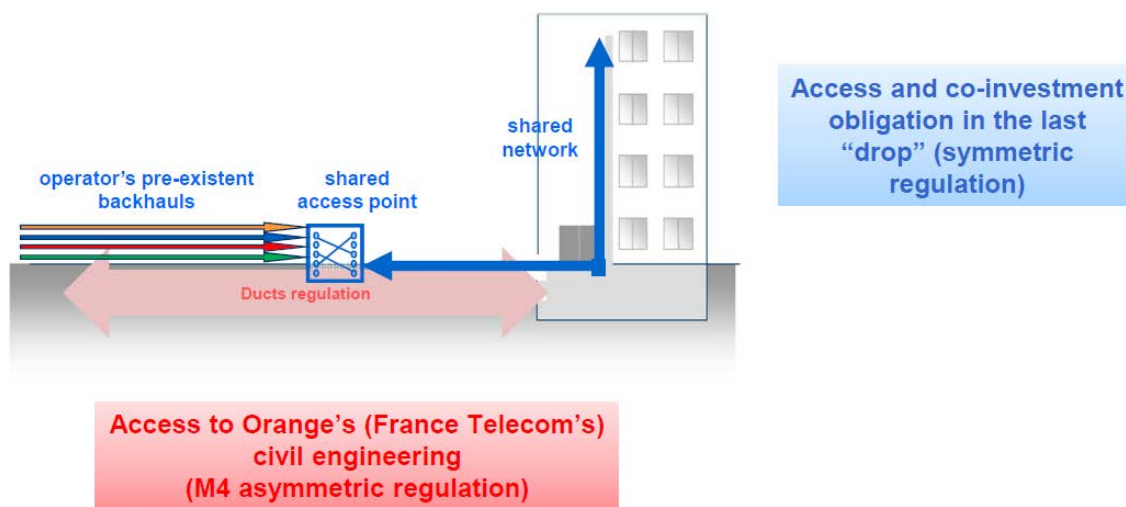 shared
network
operator's pre-existent
backhauls
shared
access point
Ducts regulation
Access and co-investment
obligation in the last
“drop” (symmetric
regulation)
Access to Orange's (France Telecom's)
civil engineering
(M4 asymmetric regulation)